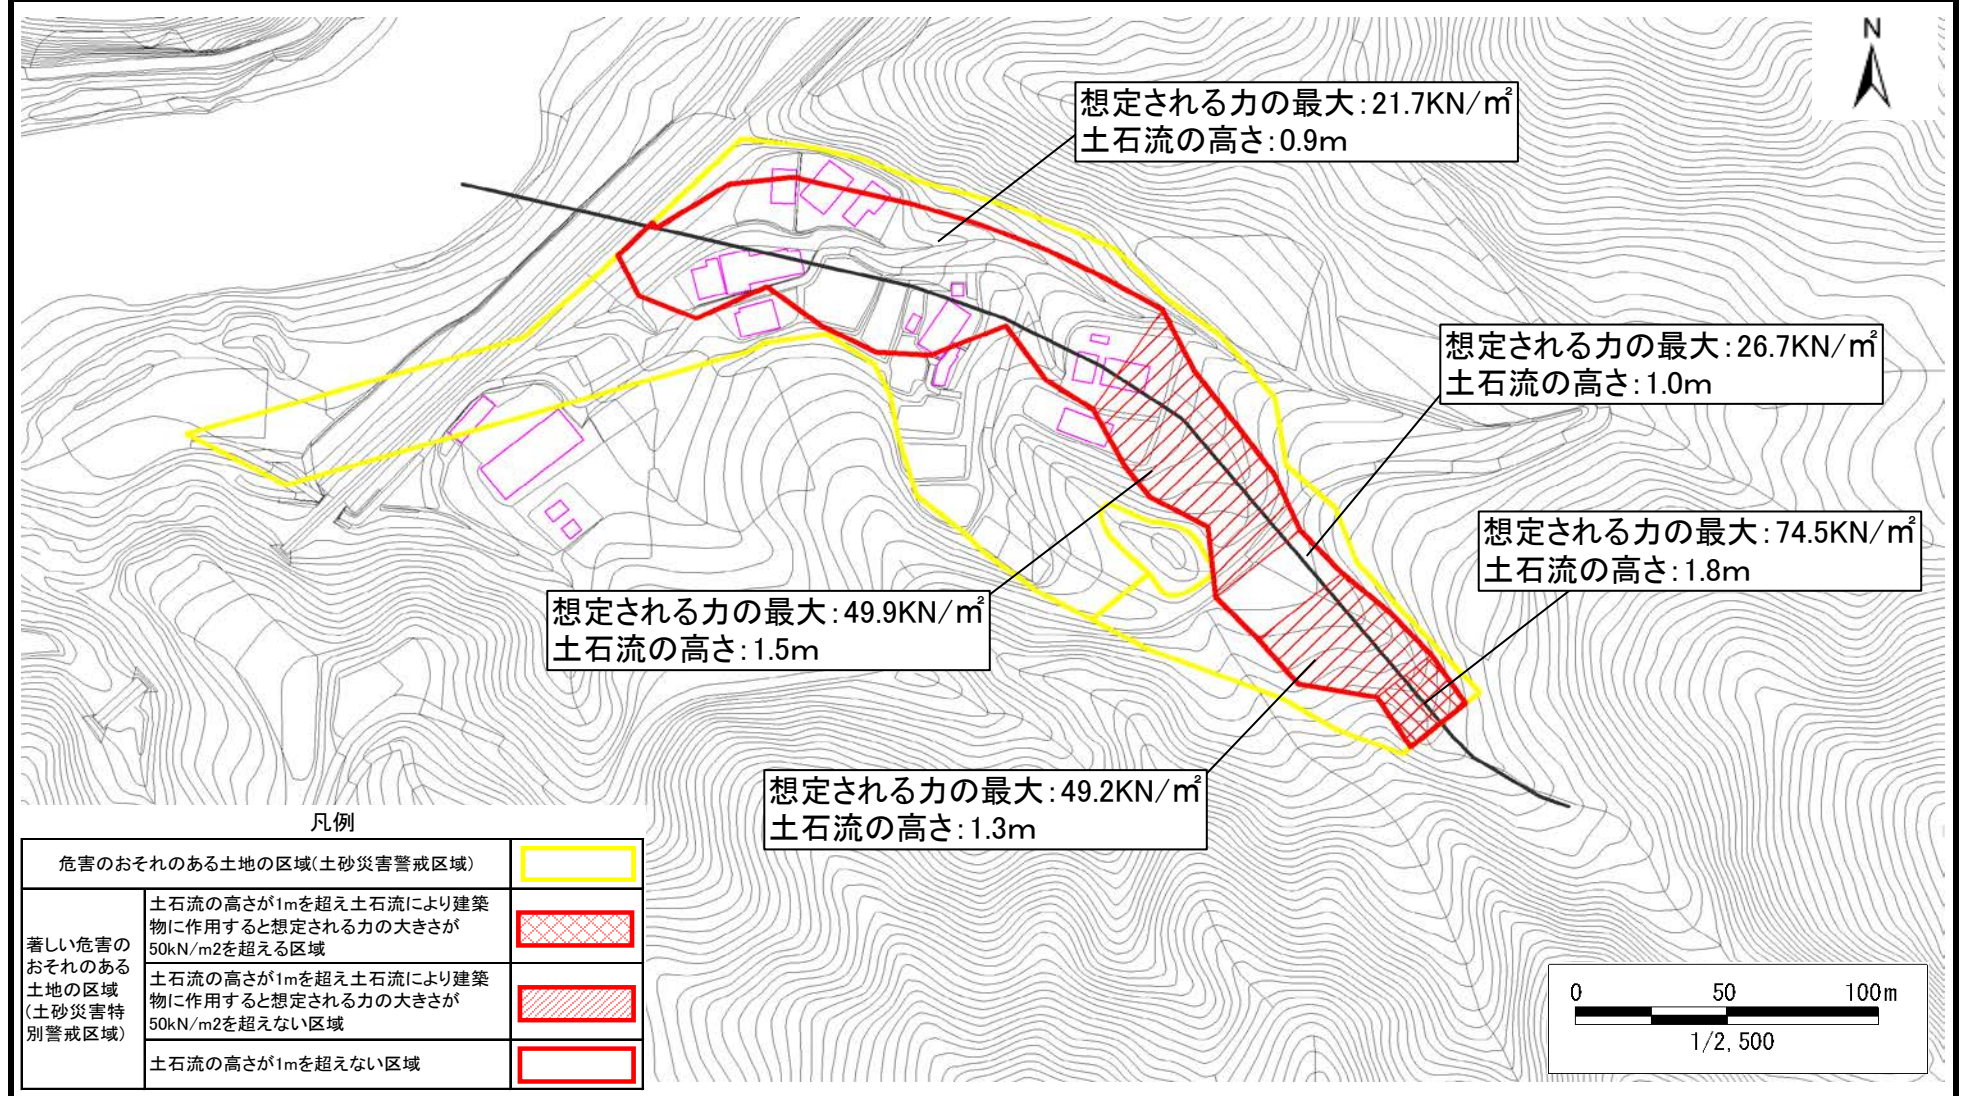 N
想定される力の最大:21.7KN/㎡
土石流の高さ:0.9m
想定される力の最大:26.7KN/㎡
土石流の高さ:1.0m
想定される力の最大:74.5KN/㎡
土石流の高さ:1.8m
想定される力の最大:49.9KN/㎡
土石流の高さ:1.5m
想定される力の最大:49.2KN/㎡
土石流の高さ:1.3m
凡例
危害のおそれのある土地の区域(土砂災害警戒区域)
著しい危害の
おそれのある
土地の区域
(土砂災害特
別警戒区域)
土石流の高さが1mを超え土石流により建築
物に作用すると想定される力の大きさが
50kN/m2を超える区域
土石流の高さが1mを超え土石流により建築
物に作用すると想定される力の大きさが
50kN/m2を超えない区域
土石流の高さが1mを超えない区域
0 50 100m
1/2,500